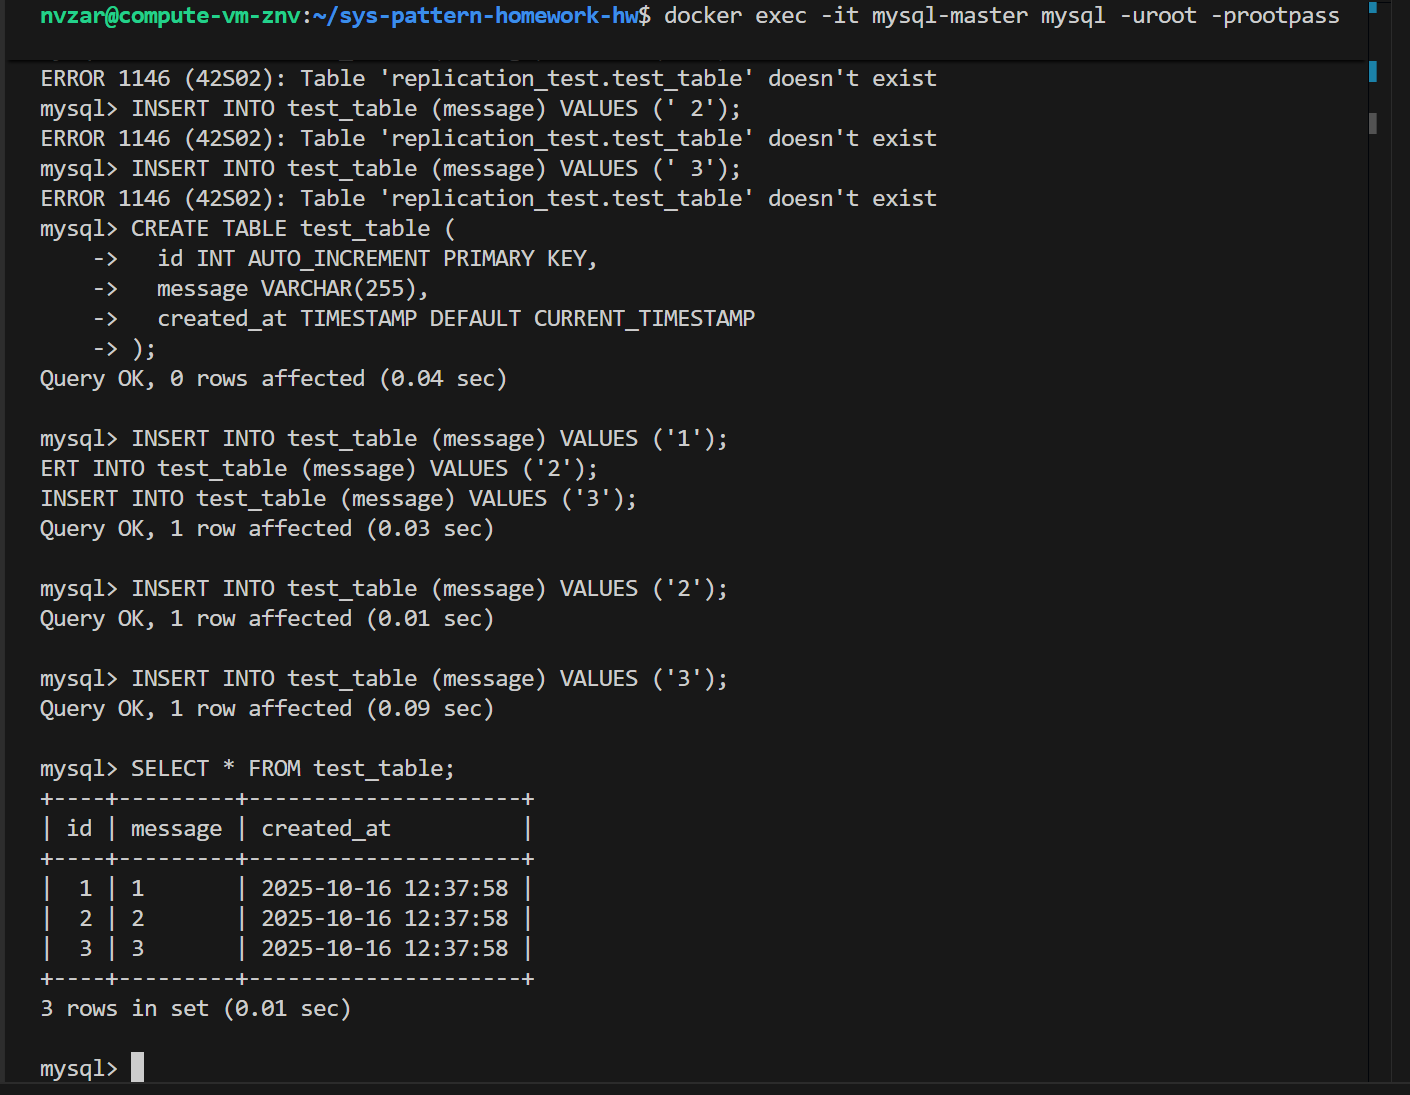 nvzar@compute-vm-znv:~/sys-pattern-homework-hw$ docker exec -it mysql-master mysql -uroot -prootpass
ERROR 1146 (42S02): Table 'replication_test.test_table' doesn't exist
mysql> INSERT INTO test_table (message) VALUES (' 2');
ERROR 1146 (42S02): Table 'replication_test.test_table' doesn't exist
mysql> INSERT INTO test_table (message) VALUES (' 3');
ERROR 1146 (42S02): Table 'replication_test.test_table' doesn't exist
mysql> CREATE TABLE test_table (
    ->   id INT AUTO_INCREMENT PRIMARY KEY,
    ->   message VARCHAR(255),
    ->   created_at TIMESTAMP DEFAULT CURRENT_TIMESTAMP
    -> );
Query OK, 0 rows affected (0.04 sec)

mysql> INSERT INTO test_table (message) VALUES ('1');
ERT INTO test_table (message) VALUES ('2');
INSERT INTO test_table (message) VALUES ('3');
Query OK, 1 row affected (0.03 sec)

mysql> INSERT INTO test_table (message) VALUES ('2');
Query OK, 1 row affected (0.01 sec)

mysql> INSERT INTO test_table (message) VALUES ('3');
Query OK, 1 row affected (0.09 sec)

mysql> SELECT * FROM test_table;
+----+---------+---------------------+
| id | message | created_at          |
+----+---------+---------------------+
|  1 | 1       | 2025-10-16 12:37:58 |
|  2 | 2       | 2025-10-16 12:37:58 |
|  3 | 3       | 2025-10-16 12:37:58 |
+----+---------+---------------------+
3 rows in set (0.01 sec)

mysql>